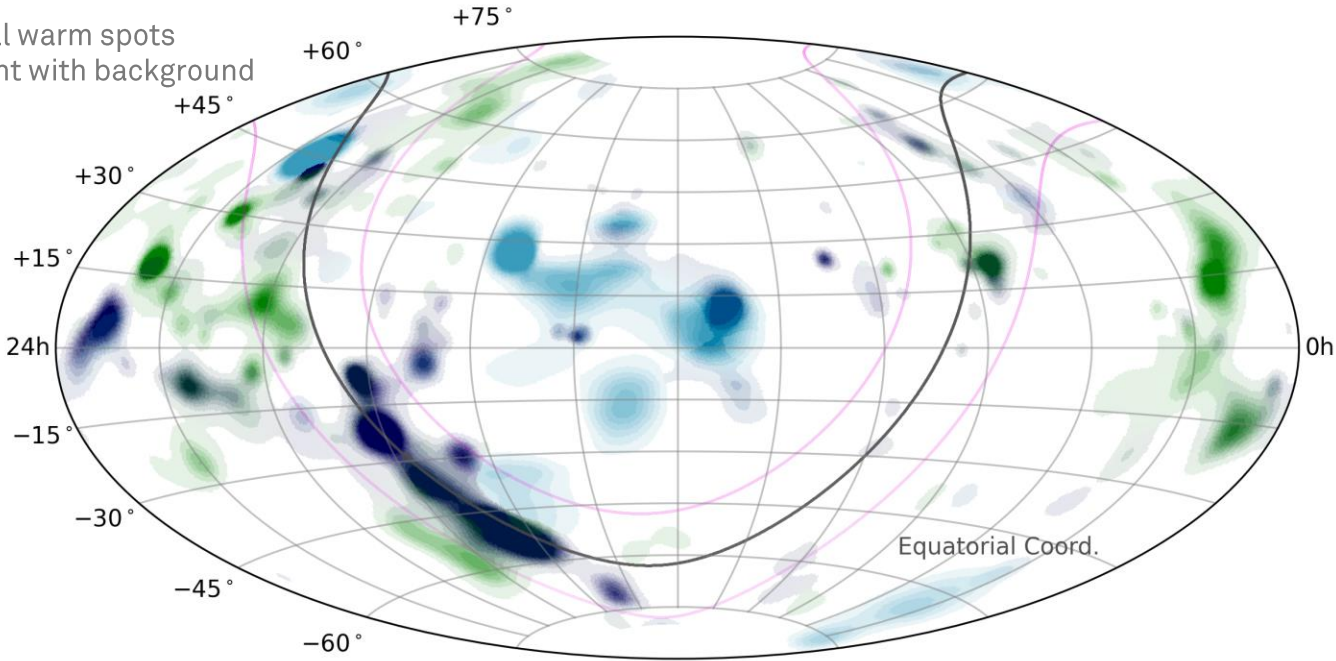 +75°
l warm spots
+60°
nt with background
+45°
+30°
+15°
24h
0h
−15°
−30°
Equatorial Coord.
−45°
−60°